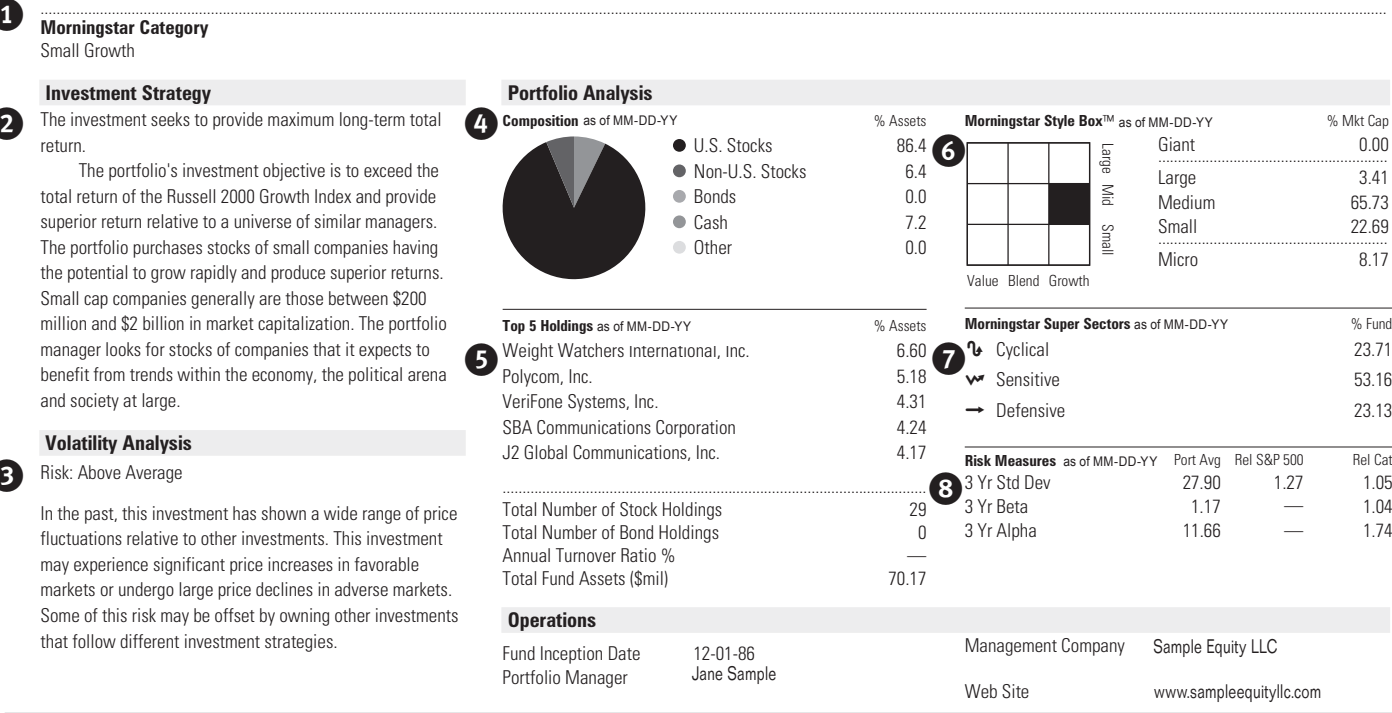 1
Morningstar Category
Small Growth
Investment Strategy
2
The investment seeks to provide maximum long-term total
return.
The portfolio's investment objective is to exceed the
total return of the Russell 2000 Growth Index and provide
superior return relative to a universe of similar managers.
The portfolio purchases stocks of small companies having
the potential to grow rapidly and produce superior returns.
Small cap companies generally are those between $200
million and $2 billion in market capitalization. The portfolio
manager looks for stocks of companies that it expects to
benefit from trends within the economy, the political arena
and society at large.
Volatility Analysis
3
Risk: Above Average
In the past, this investment has shown a wide range of price
fluctuations relative to other investments. This investment
may experience significant price increases in favorable
markets or undergo large price declines in adverse markets.
Some of this risk may be offset by owning other investments
that follow different investment strategies.
Portfolio Analysis
4
Composition as of MM-DD-YY % Assets
U.S. Stocks 86.4
Non-U.S. Stocks 6.4
Bonds 0.0
Cash 7.2
Other 0.0
Top 5 Holdings as of MM-DD-YY % Assets
5
Weight Watchers International, Inc. 6.60
Polycom, Inc. 5.18
VeriFone Systems, Inc. 4.31
SBA Communications Corporation 4.24
J2 Global Communications, Inc. 4.17
Total Number of Stock Holdings 29
Total Number of Bond Holdings 0
Annual Turnover Ratio % —
Total Fund Assets ($mil) 70.17
Morningstar Style Box™ as of MM-DD-YY % Mkt Cap
6
Large
Mid
Small
Value Blend Growth
Giant 0.00
Large 3.41
Medium 65.73
Small 22.69
Micro 8.17
Morningstar Super Sectors as of MM-DD-YY % Fund
7
Cyclical 23.71
Sensitive 53.16
Defensive 23.13
Risk Measures as of MM-DD-YY Port Avg Rel S&P 500 Rel Cat
8
3 Yr Std Dev 27.90 1.27 1.05
3 Yr Beta 1.17 — 1.04
3 Yr Alpha 11.66 — 1.74
Operations
Fund Inception Date 12-01-86
Portfolio Manager Jane Sample
Management Company Sample Equity LLC
Web Site www.sampleequityllc.com